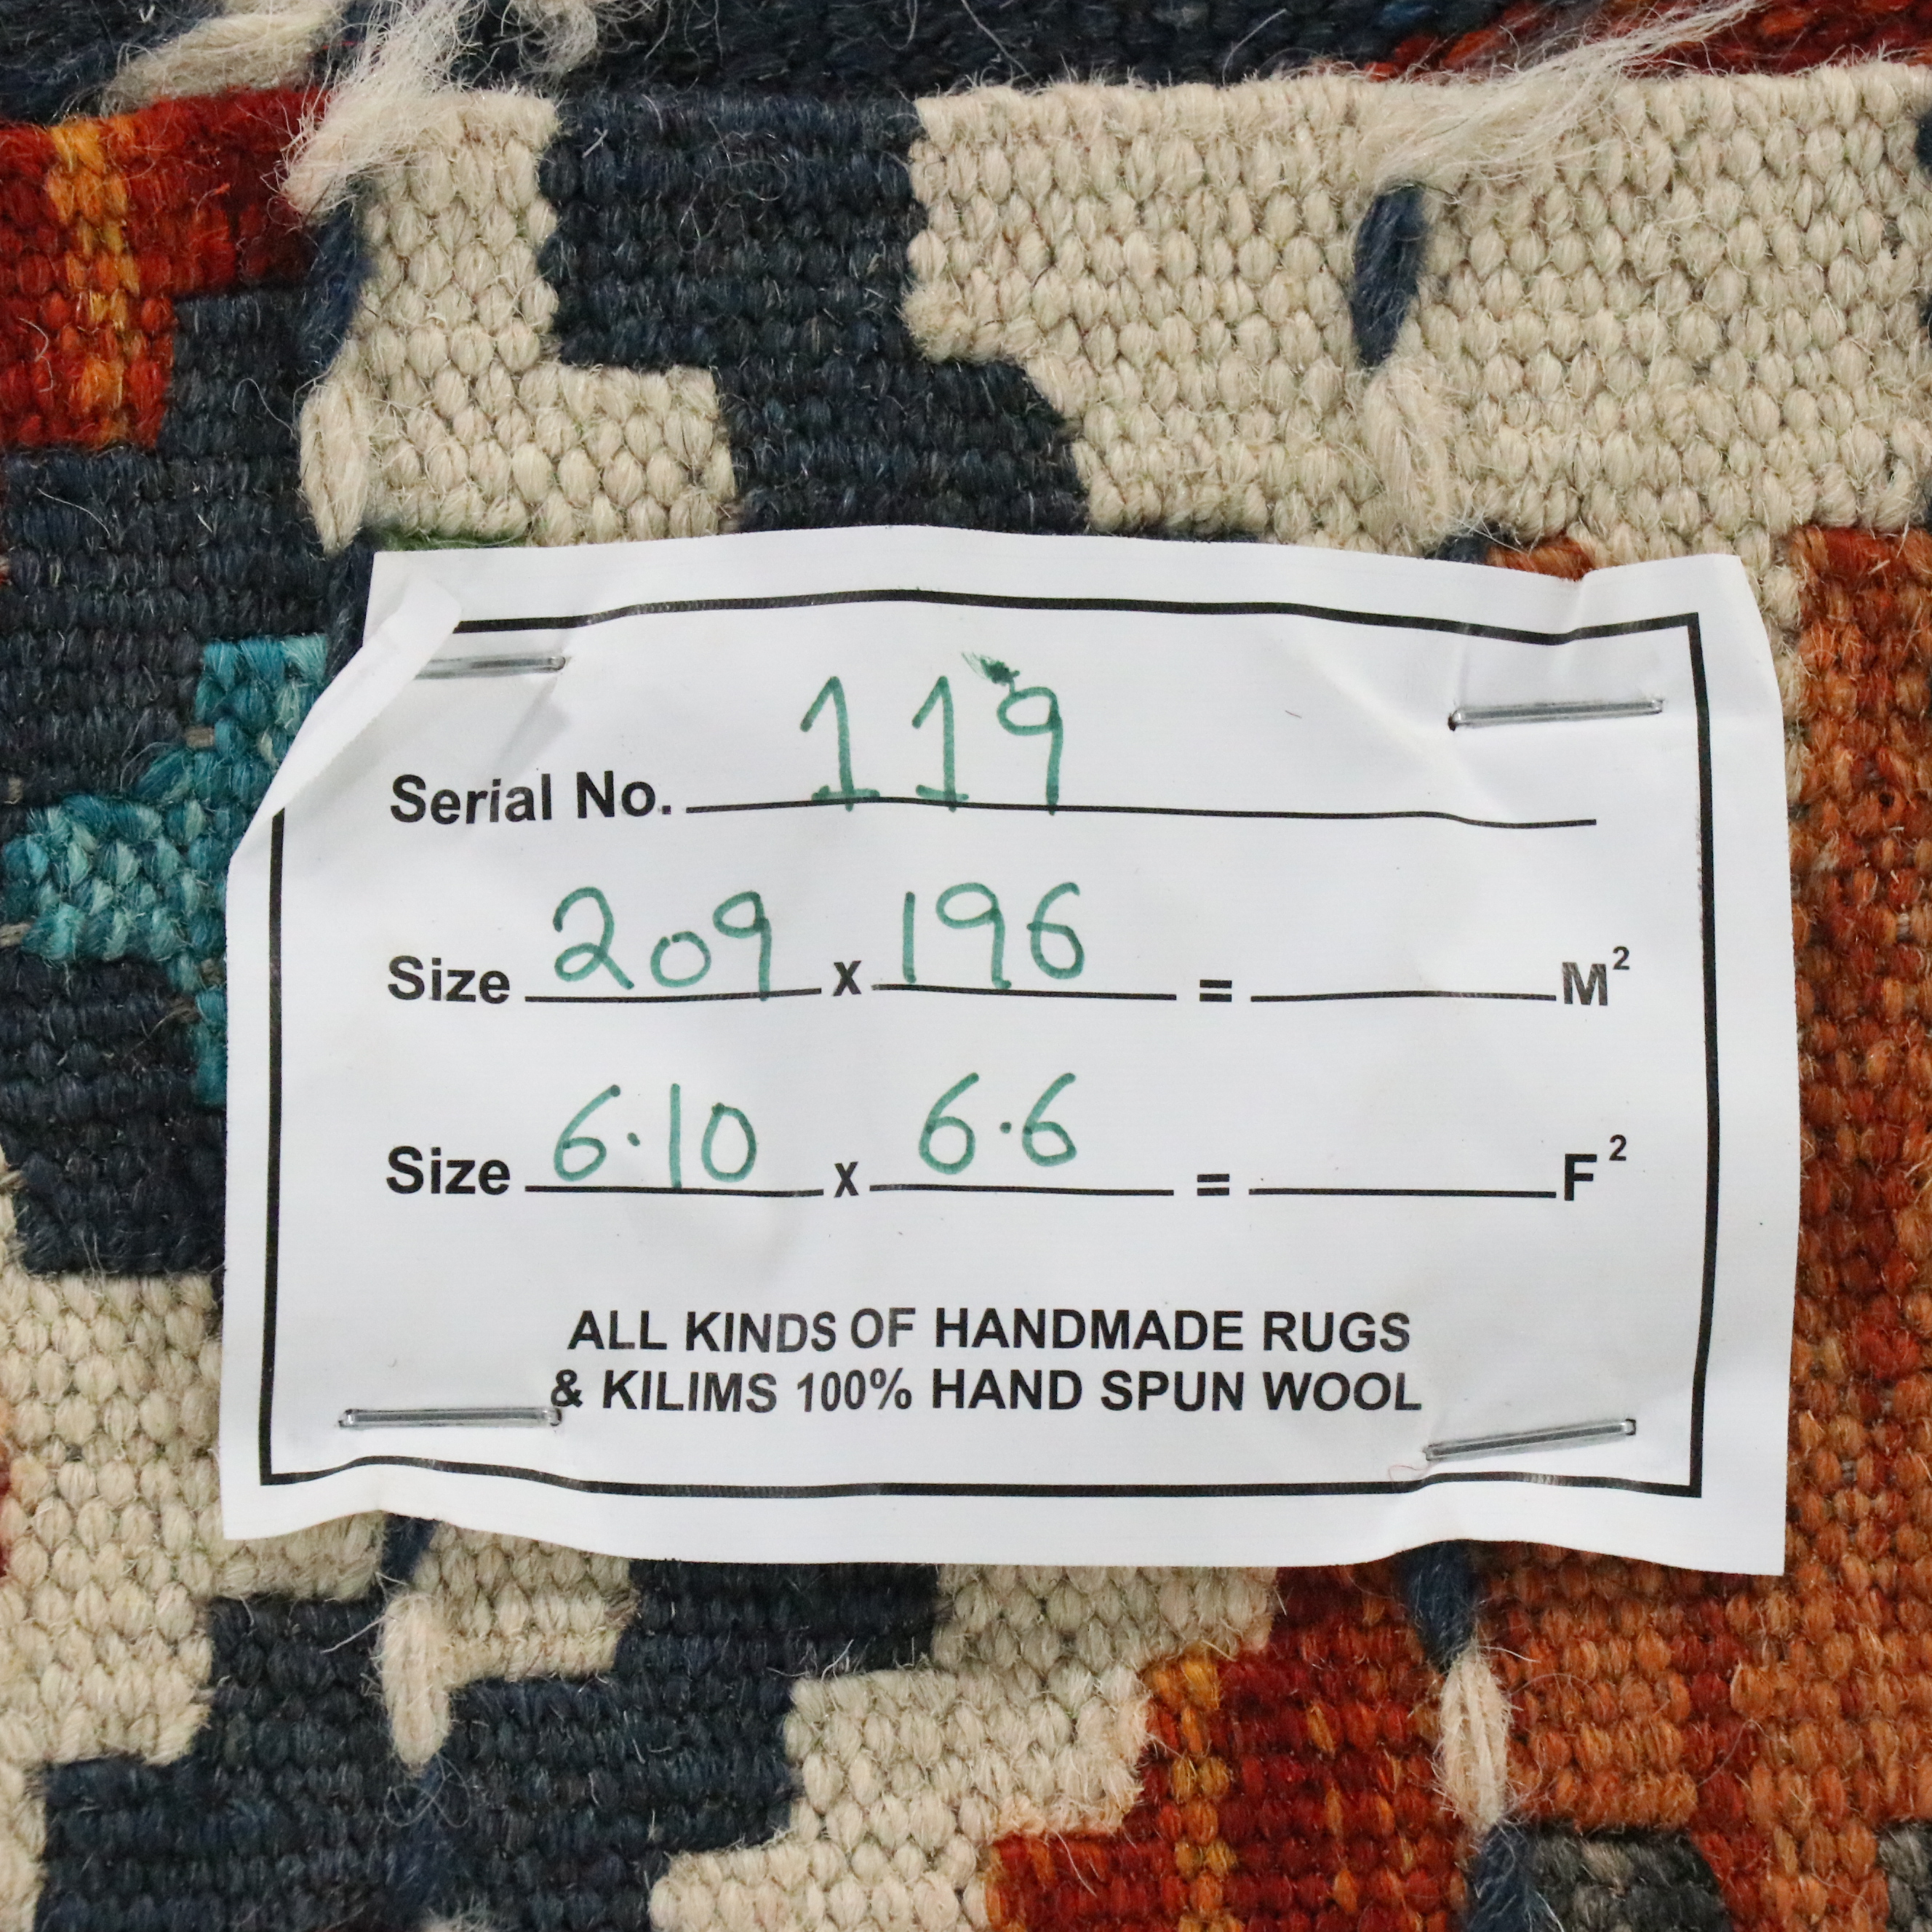 Serial No. 119
Size 209 x 196 = M²
Size 6.10 x 6.6 = F²
ALL KINDS OF HANDMADE RUGS
& KILIMS 100% HAND SPUN WOOL